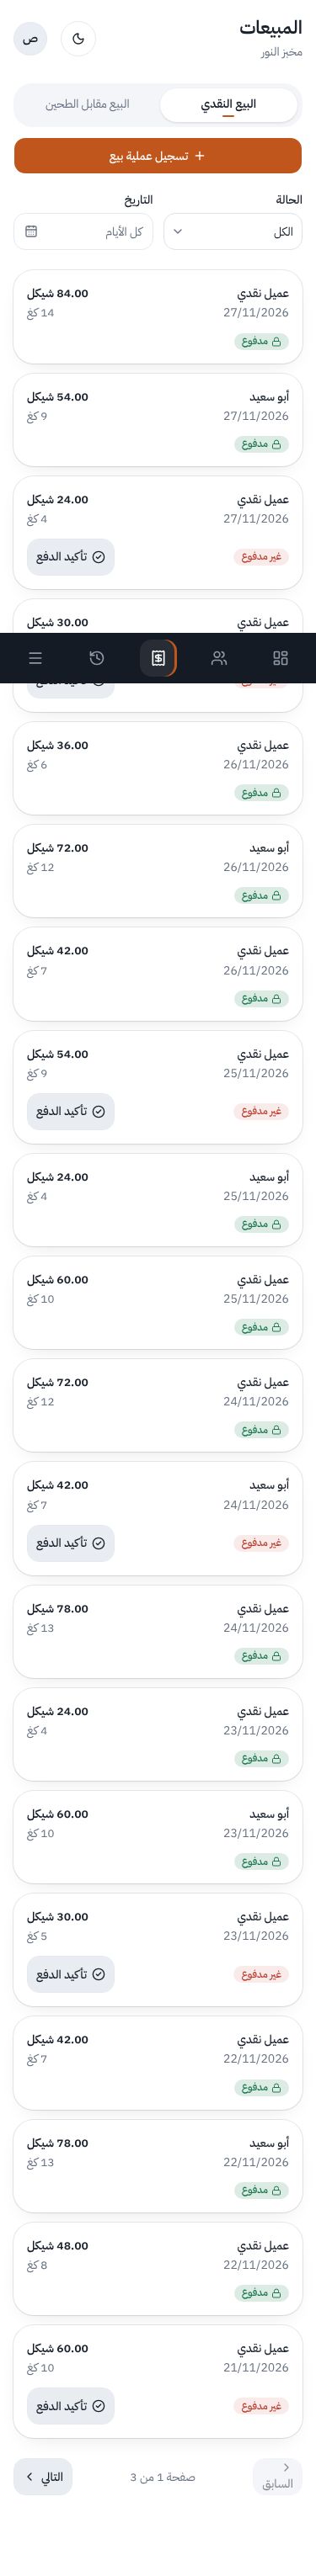 المبيعات
مخبز النور
ص
البيع النقدي
البيع مقابل الطحين
تسجيل عملية بيع
الحالة
التاريخ
الكل
كل الأيام
عميل نقدي 84.00 شيكل
27/11/2026 14 كغ
مدفوع
أبو سعيد 54.00 شيكل
27/11/2026 9 كغ
مدفوع
عميل نقدي 24.00 شيكل
27/11/2026 4 كغ
غير مدفوع تأكيد الدفع
عميل نقدي 30.00 شيكل
عميل نقدي 36.00 شيكل
26/11/2026 6 كغ
مدفوع
أبو سعيد 72.00 شيكل
26/11/2026 12 كغ
مدفوع
عميل نقدي 42.00 شيكل
26/11/2026 7 كغ
مدفوع
عميل نقدي 54.00 شيكل
25/11/2026 9 كغ
غير مدفوع تأكيد الدفع
أبو سعيد 24.00 شيكل
25/11/2026 4 كغ
مدفوع
عميل نقدي 60.00 شيكل
25/11/2026 10 كغ
مدفوع
عميل نقدي 72.00 شيكل
24/11/2026 12 كغ
مدفوع
أبو سعيد 42.00 شيكل
24/11/2026 7 كغ
غير مدفوع تأكيد الدفع
عميل نقدي 78.00 شيكل
24/11/2026 13 كغ
مدفوع
عميل نقدي 24.00 شيكل
23/11/2026 4 كغ
مدفوع
أبو سعيد 60.00 شيكل
23/11/2026 10 كغ
مدفوع
عميل نقدي 30.00 شيكل
23/11/2026 5 كغ
غير مدفوع تأكيد الدفع
عميل نقدي 42.00 شيكل
22/11/2026 7 كغ
مدفوع
أبو سعيد 78.00 شيكل
22/11/2026 13 كغ
مدفوع
عميل نقدي 48.00 شيكل
22/11/2026 8 كغ
مدفوع
عميل نقدي 60.00 شيكل
21/11/2026 10 كغ
غير مدفوع تأكيد الدفع
السابق
صفحة 1 من 3
التالي